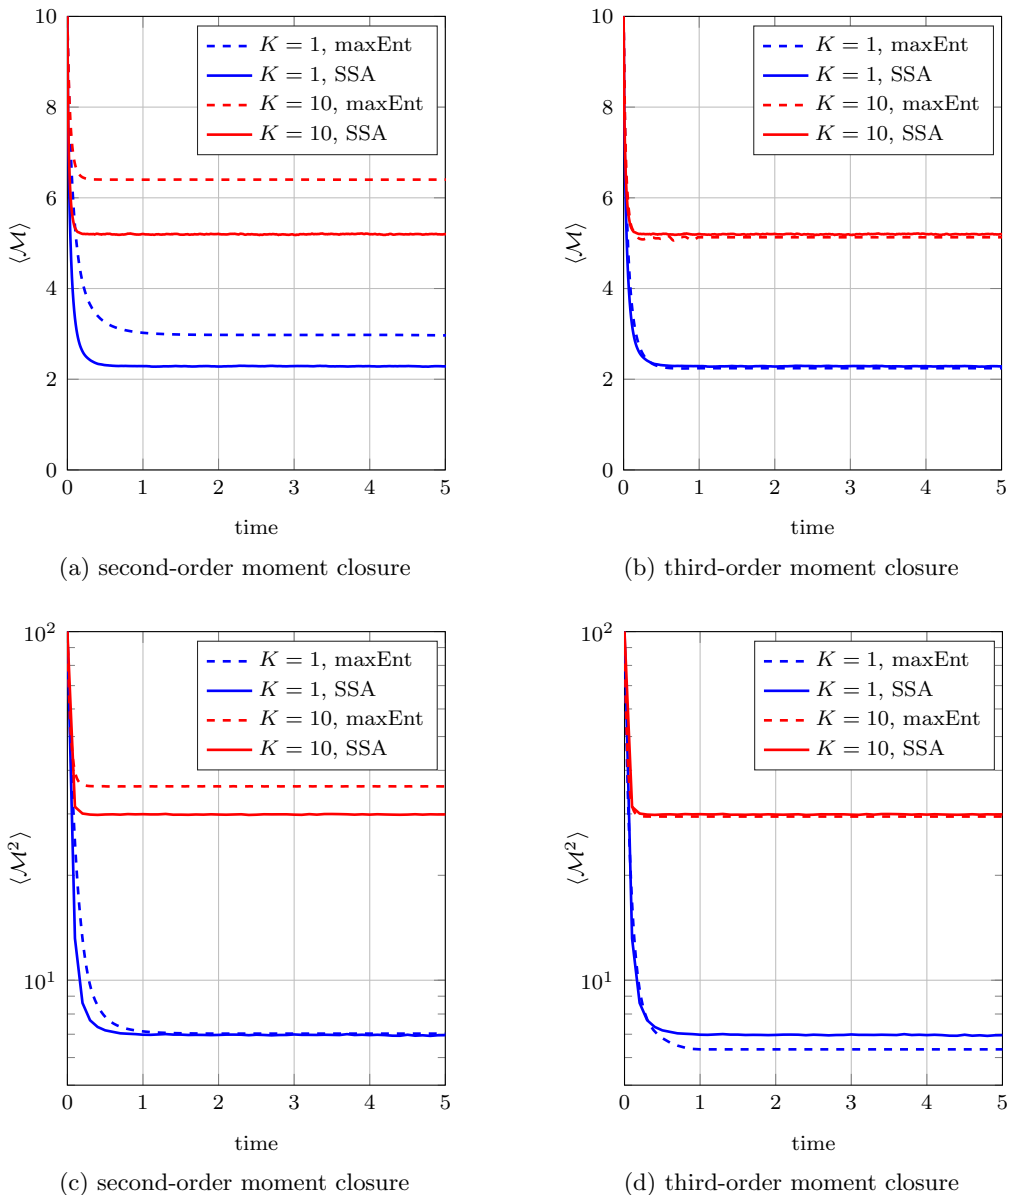 10
8
6
4
2
0
⟨ℳ⟩
K = 1, maxEnt
K = 1, SSA
K = 10, maxEnt
K = 10, SSA
0 1 2 3 4 5
time
(a) second-order moment closure
10
8
6
4
2
0
⟨ℳ⟩
K = 1, maxEnt
K = 1, SSA
K = 10, maxEnt
K = 10, SSA
0 1 2 3 4 5
time
(b) third-order moment closure
10²
10¹
⟨ℳ²⟩
K = 1, maxEnt
K = 1, SSA
K = 10, maxEnt
K = 10, SSA
0 1 2 3 4 5
time
(c) second-order moment closure
10²
10¹
⟨ℳ²⟩
K = 1, maxEnt
K = 1, SSA
K = 10, maxEnt
K = 10, SSA
0 1 2 3 4 5
time
(d) third-order moment closure